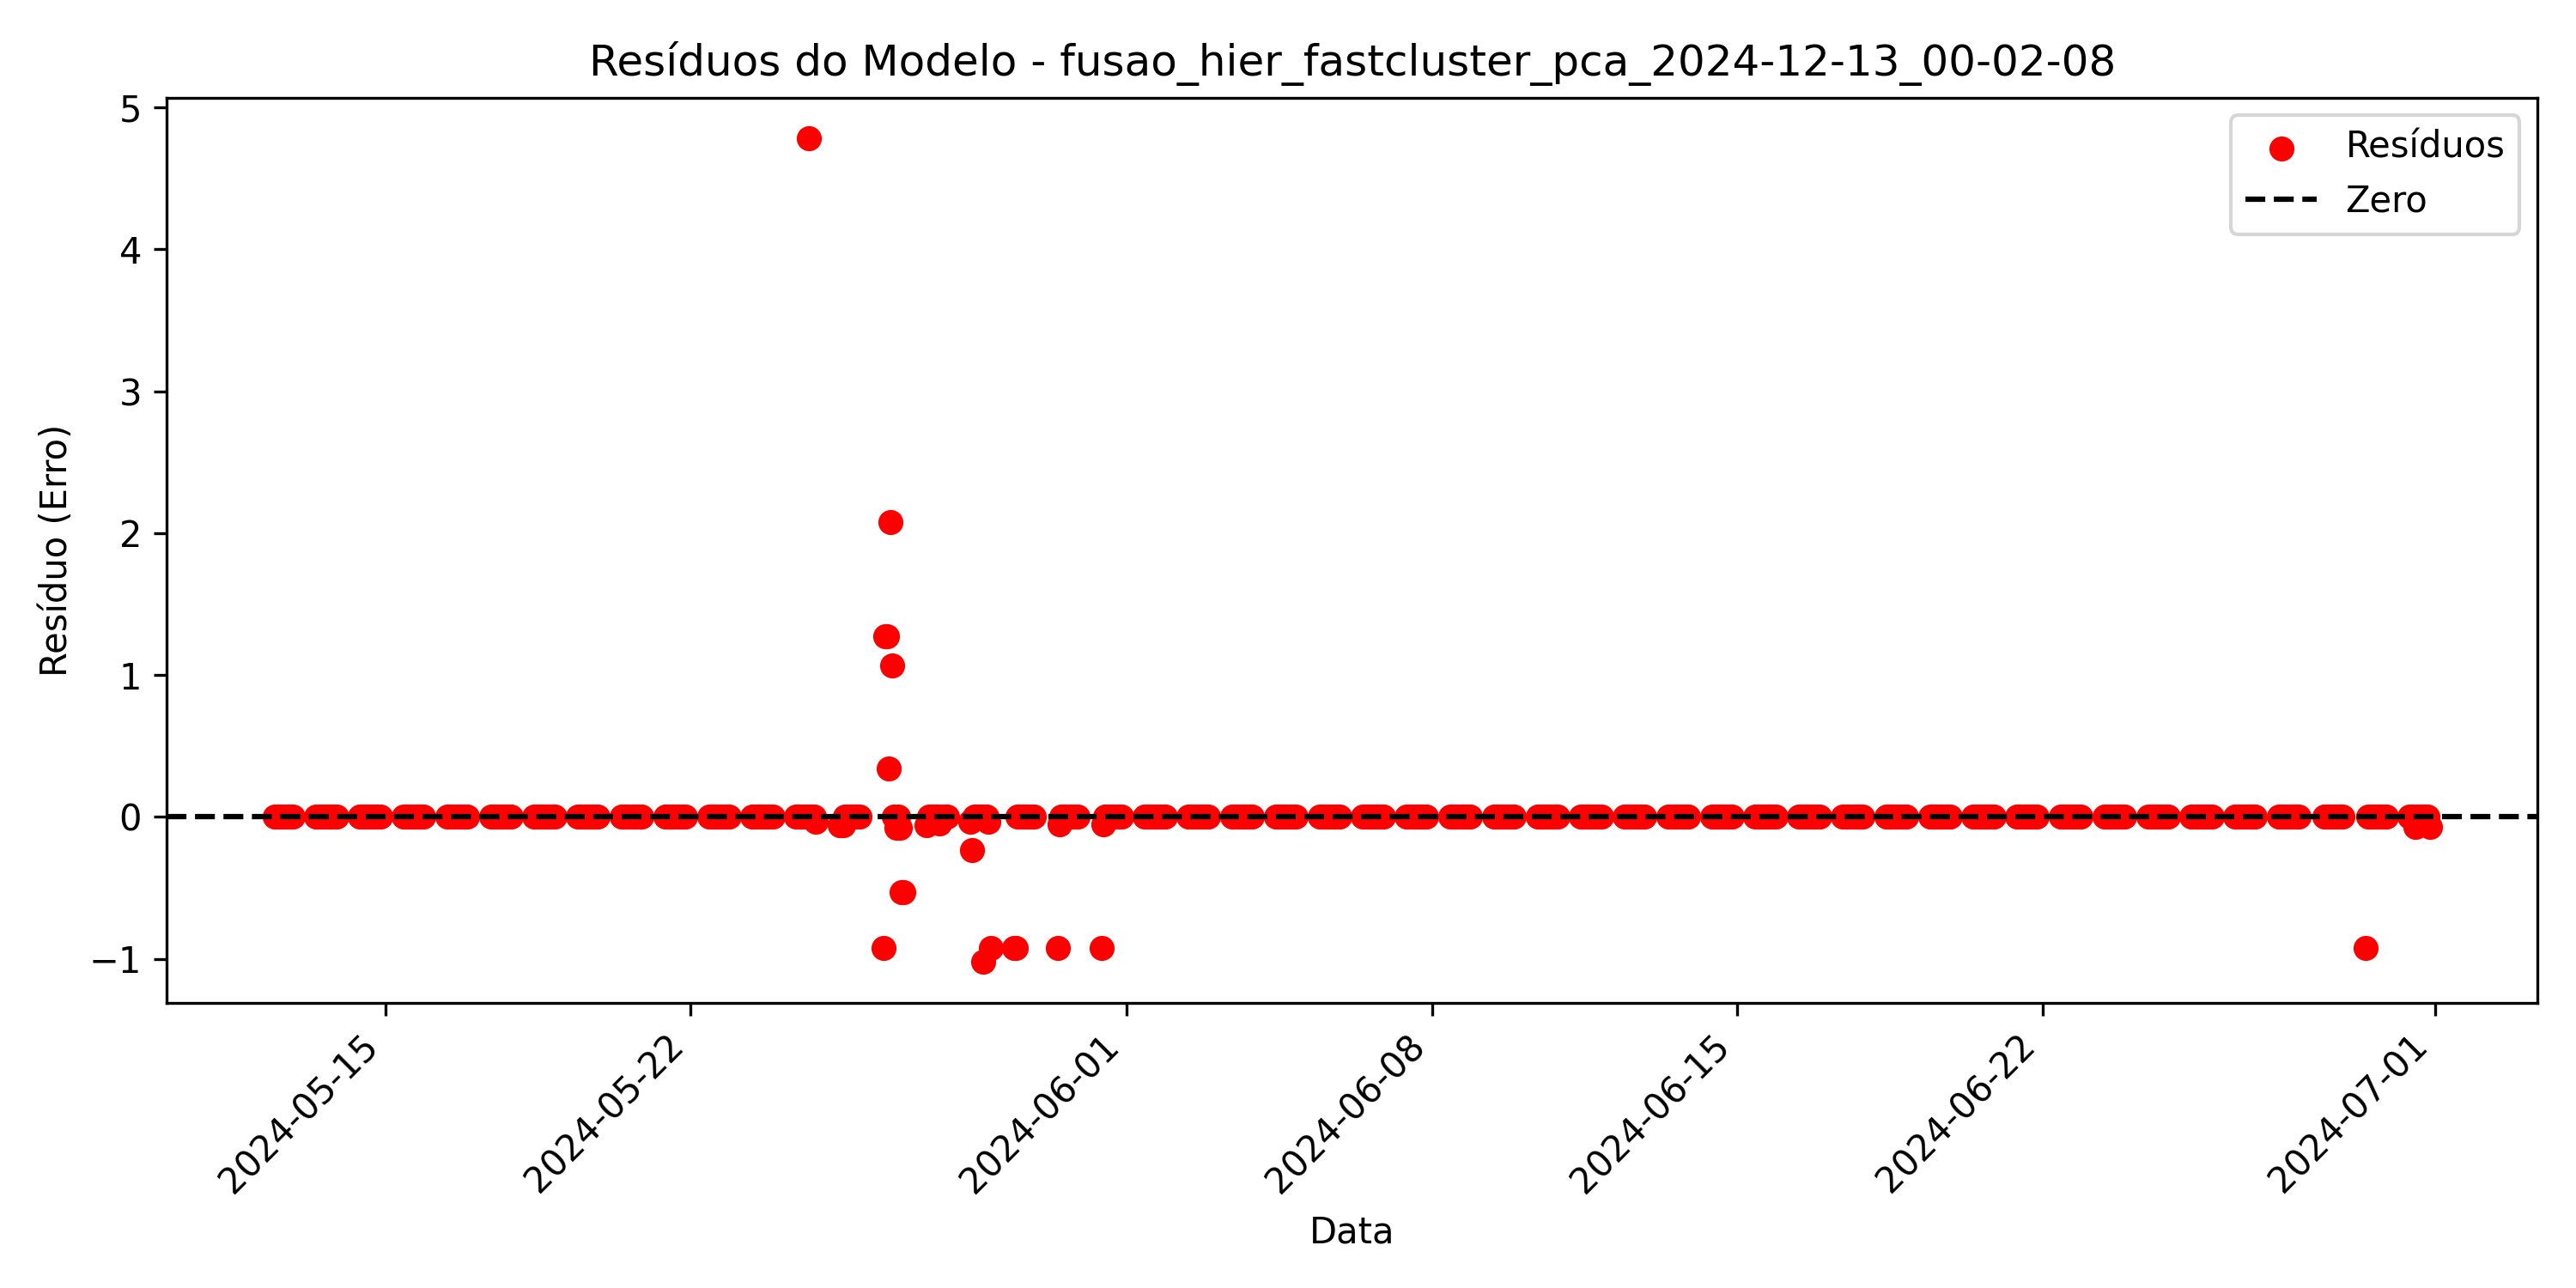 Resíduos do Modelo - fusao_hier_fastcluster_pca_2024-12-13_00-02-08
Resíduos
Zero
Resíduo (Erro)
5
4
3
2
1
0
−1
2024-05-15
2024-05-22
2024-06-01
2024-06-08
2024-06-15
2024-06-22
2024-07-01
Data